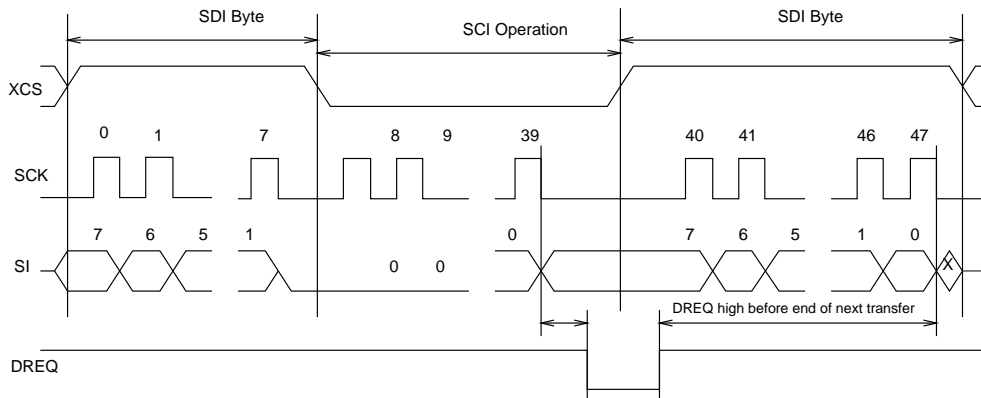 SDI Byte SCI Operation SDI Byte
XCS
0 1 7 8 9 39 40 41 46 47
SCK
7 6 5 1 0 7 6 5 1 0
SI 0 0 X
DREQ high before end of next transfer
DREQ